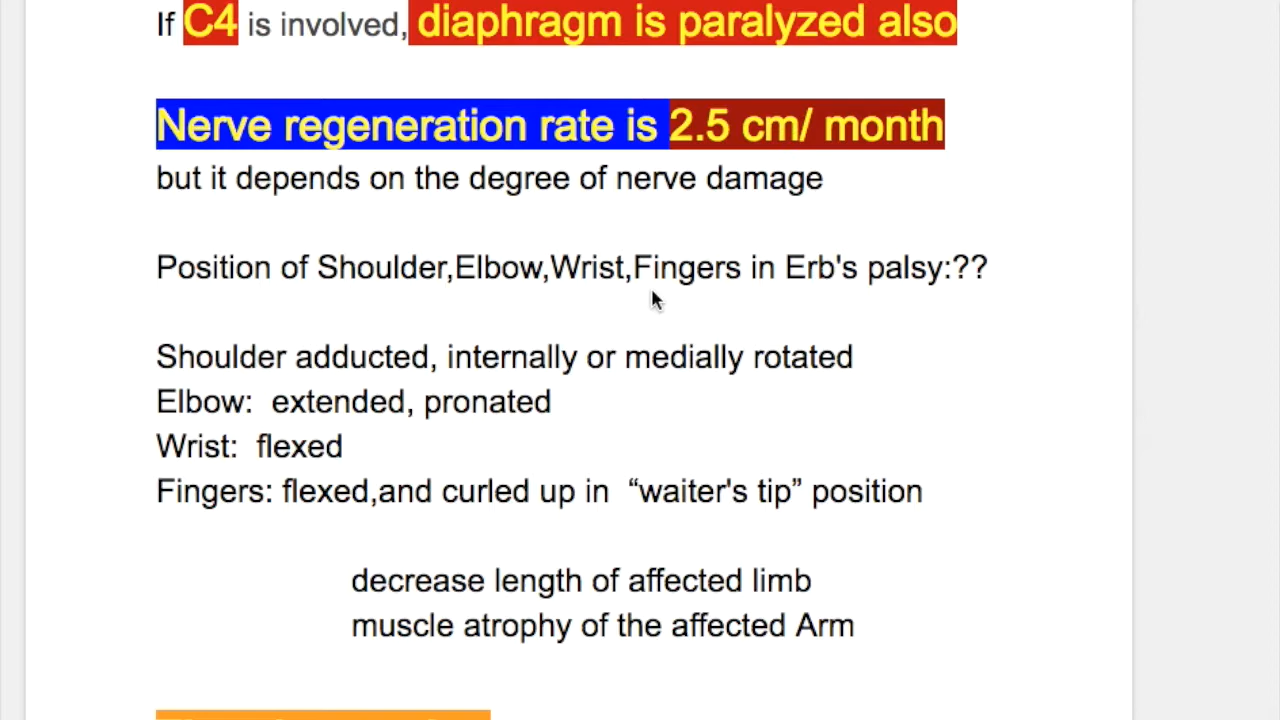 If C4 is involved, diaphragm is paralyzed also
Nerve regeneration rate is 2.5 cm/ month
but it depends on the degree of nerve damage
Position of Shoulder,Elbow,Wrist,Fingers in Erb's palsy:??
Shoulder adducted, internally or medially rotated
Elbow:  extended, pronated
Wrist:  flexed
Fingers: flexed,and curled up in  “waiter's tip” position
decrease length of affected limb
muscle atrophy of the affected Arm